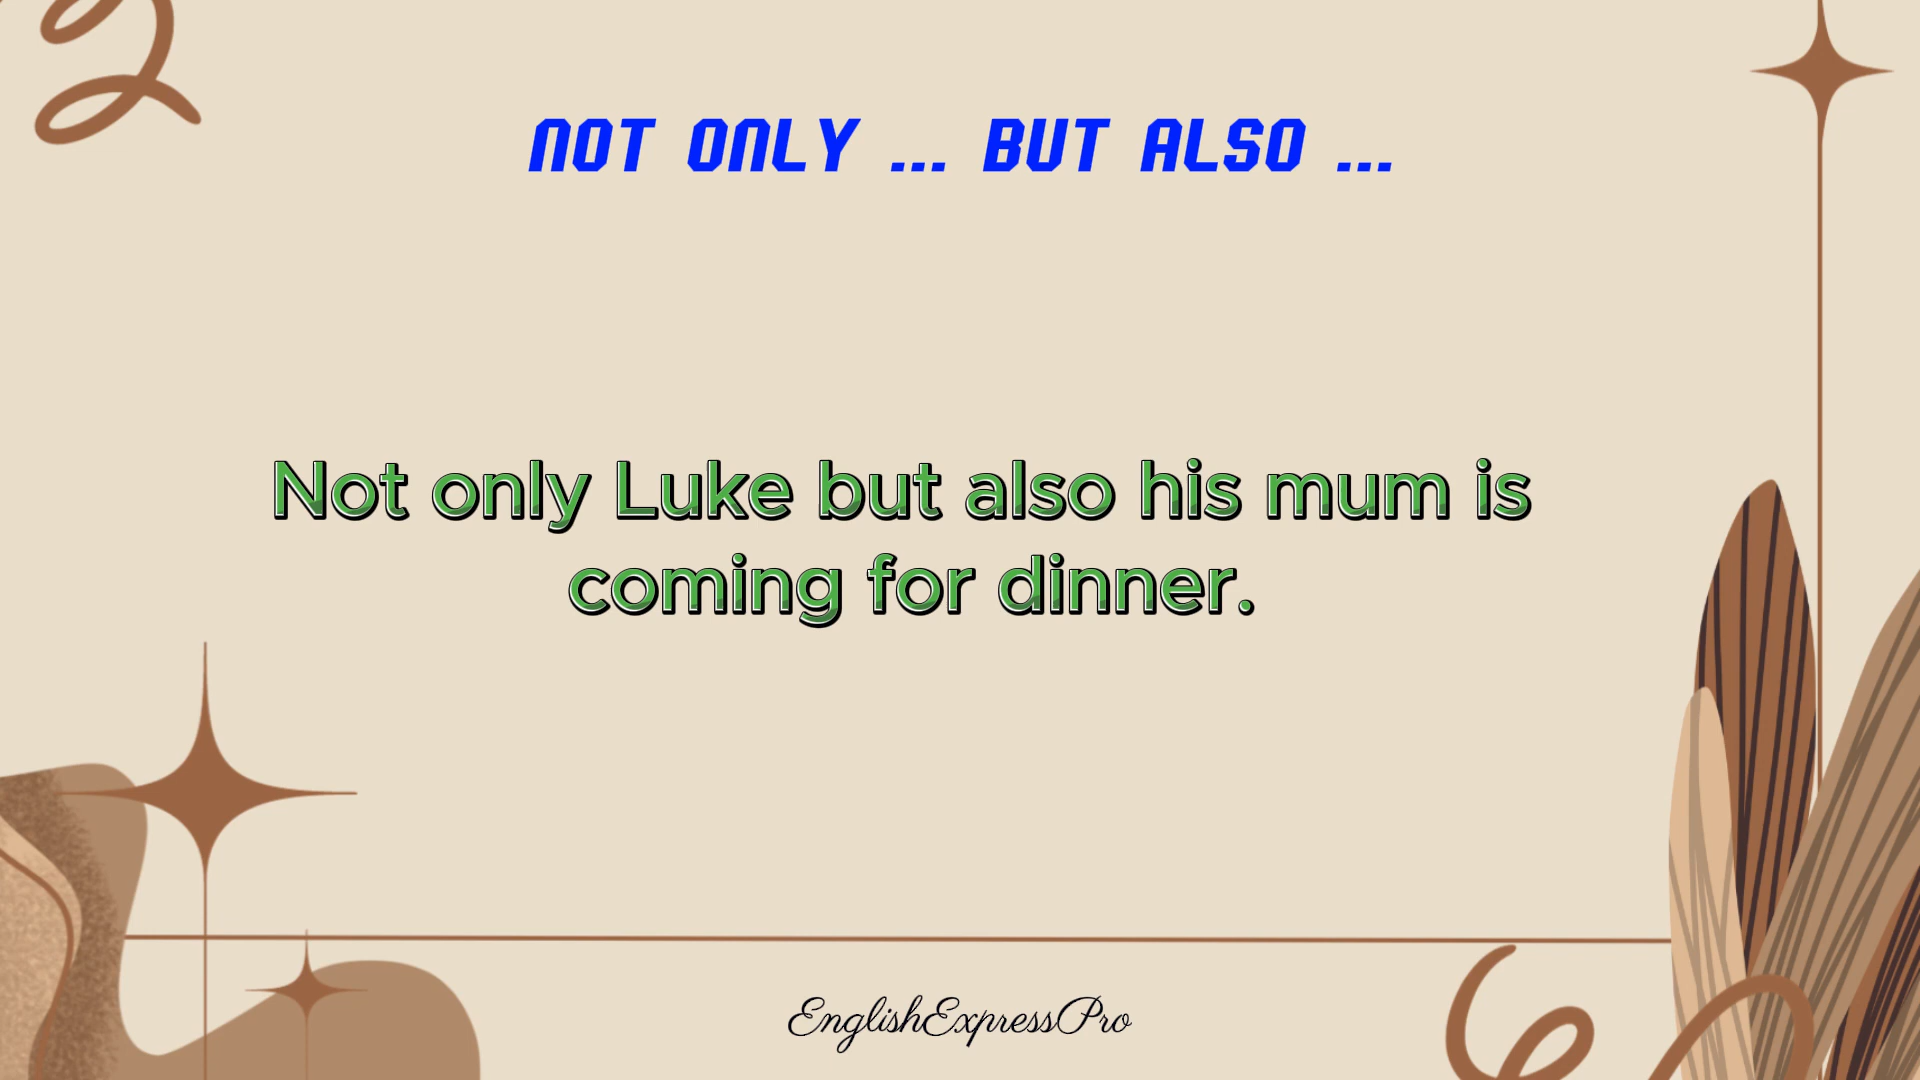 NOT ONLY ... BUT ALSO ...
Not only Luke but also his mum is
coming for dinner.
EnglishExpressPro